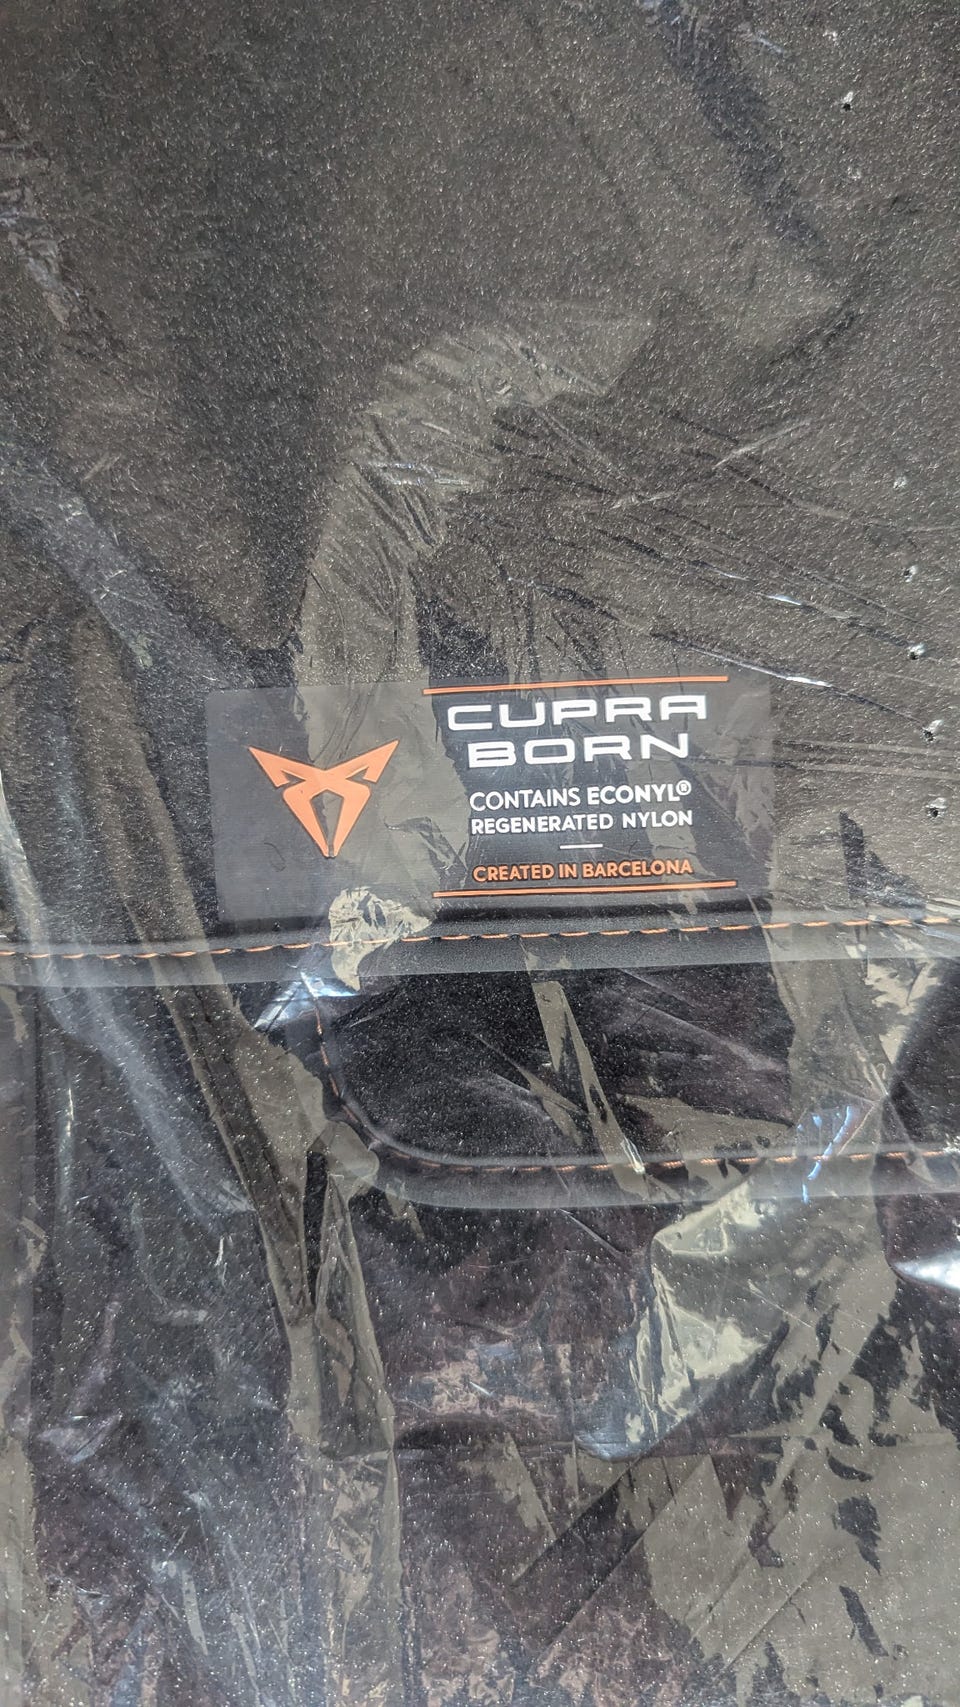 CUPRA
BORN
CONTAINS ECONYL®
REGENERATED NYLON
CREATED IN BARCELONA